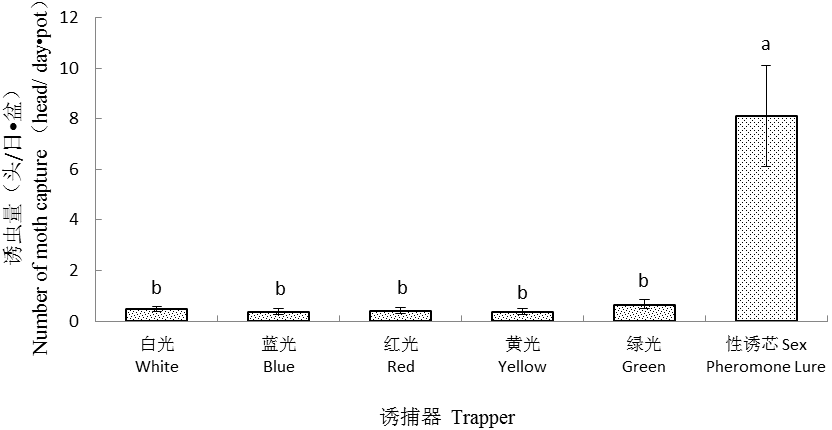 诱虫量（头/日•盆）
Number of moth capture （head/ day•pot)
12
10
8
6
4
2
0
b
b
b
b
b
a
白光
White
蓝光
Blue
红光
Red
黄光
Yellow
绿光
Green
性诱芯 Sex
Pheromone Lure
诱捕器 Trapper